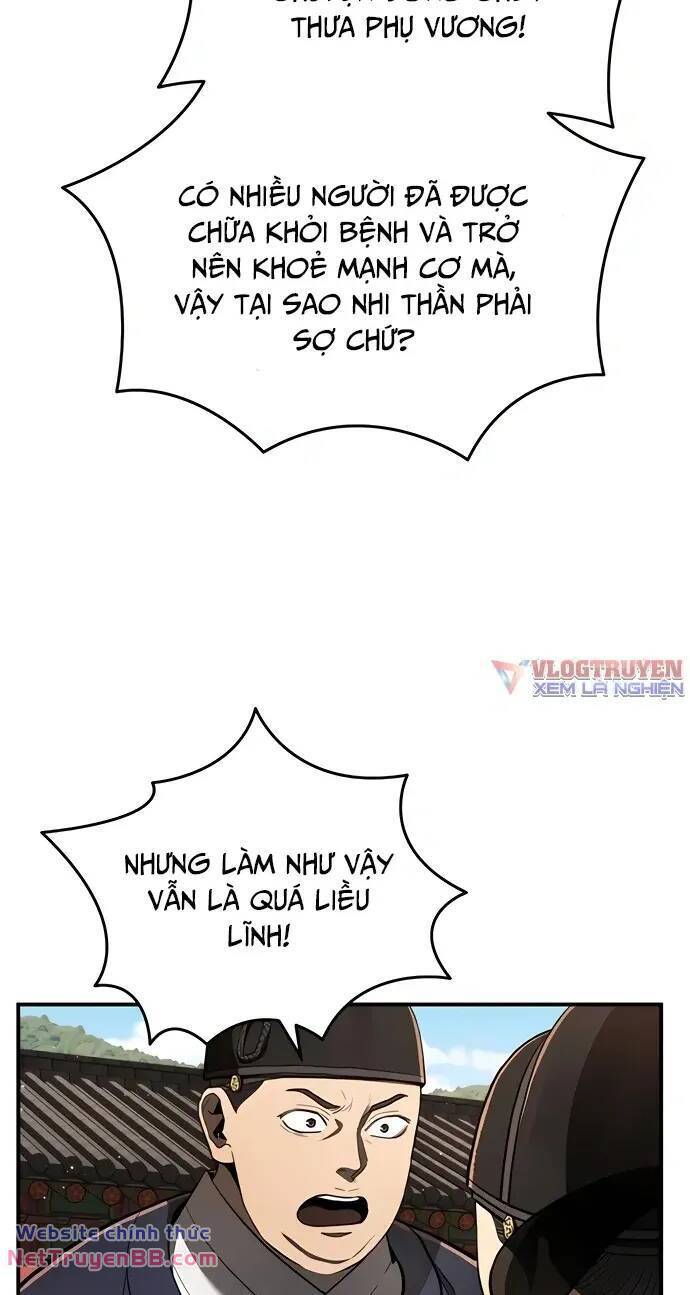 THƯA PHỤ VƯƠNG!
CÓ NHIỀU NGƯỜI ĐÃ ĐƯỢC
CHỮA KHỎI BỆNH VÀ TRỞ
NÊN KHOẺ MẠNH CƠ MÀ,
VẬY TẠI SAO NHI THẦN PHẢI
SỢ CHỨ?
VLOGTRUYEN
XEM LÀ NGHIỆN
NHƯNG LÀM NHƯ VẬY
VẪN LÀ QUÁ LIỀU
LĨNH!
Website chính thức
NetTruyenBB.com